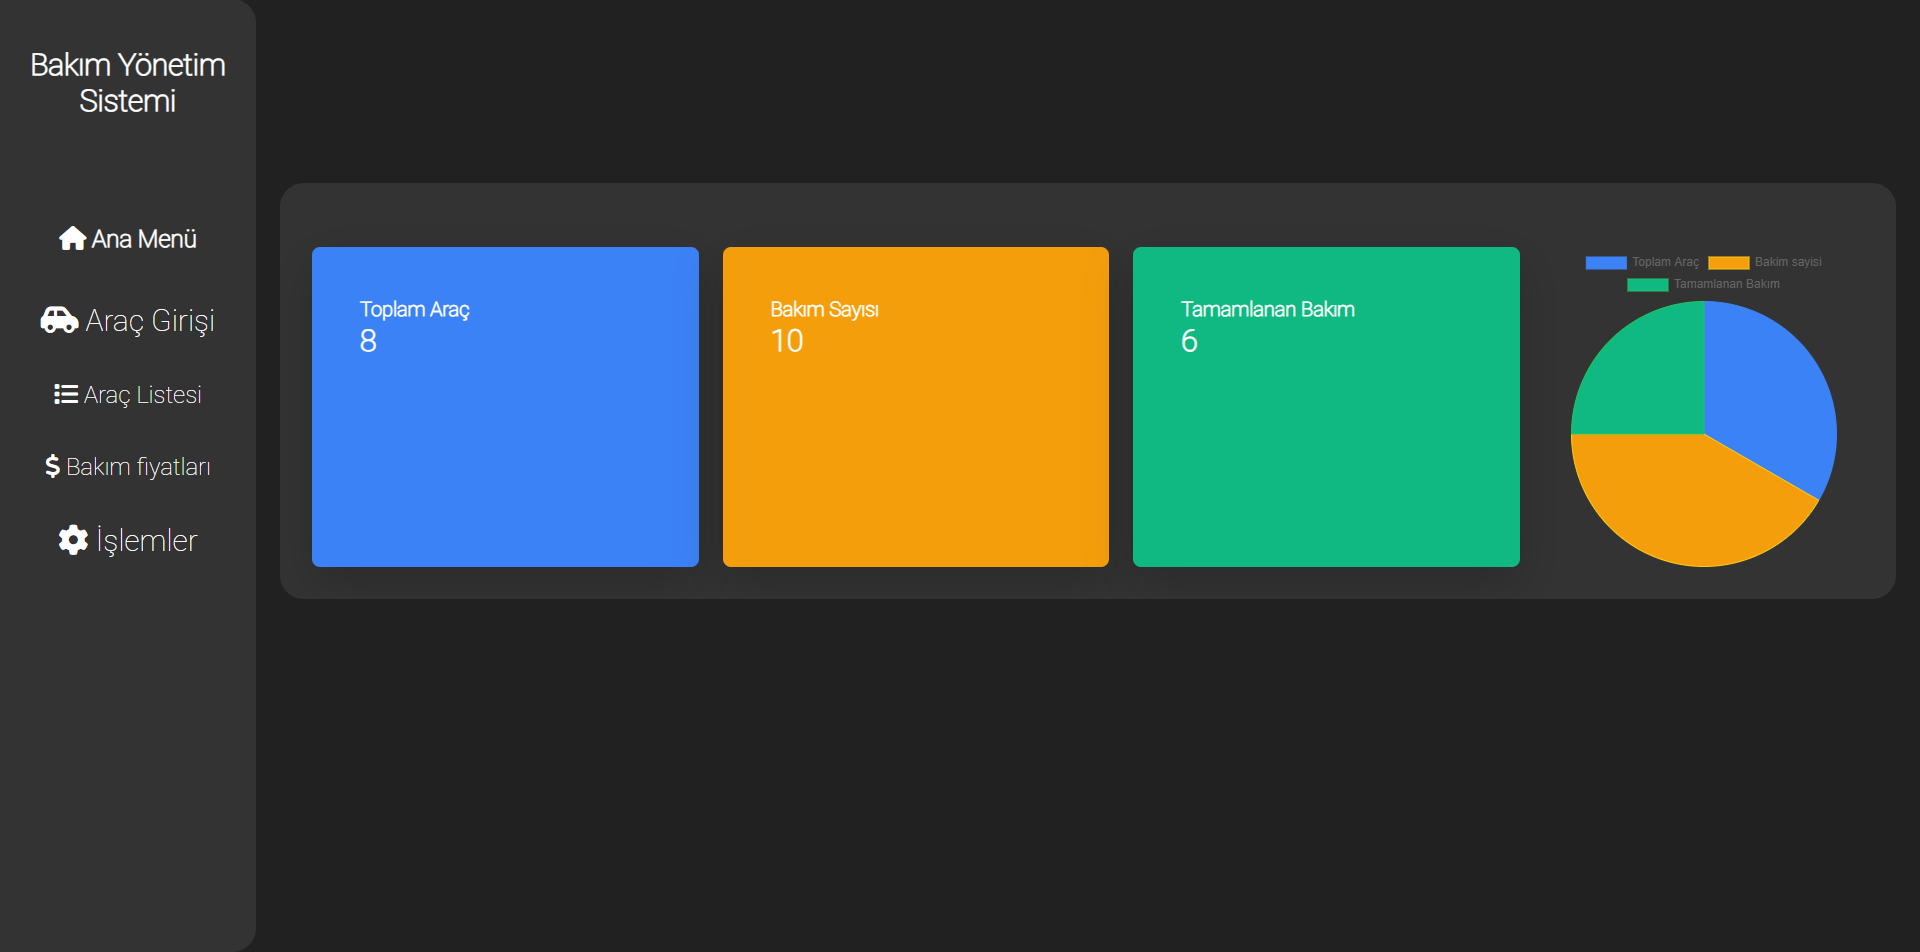 Bakım Yönetim
Sistemi
Ana Menü
Araç Girişi
Araç Listesi
Bakım fiyatları
İşlemler
Toplam Araç
8
Bakım Sayısı
10
Tamamlanan Bakım
6
Toplam Araç Bakim sayisi
Tamamlanan Bakım